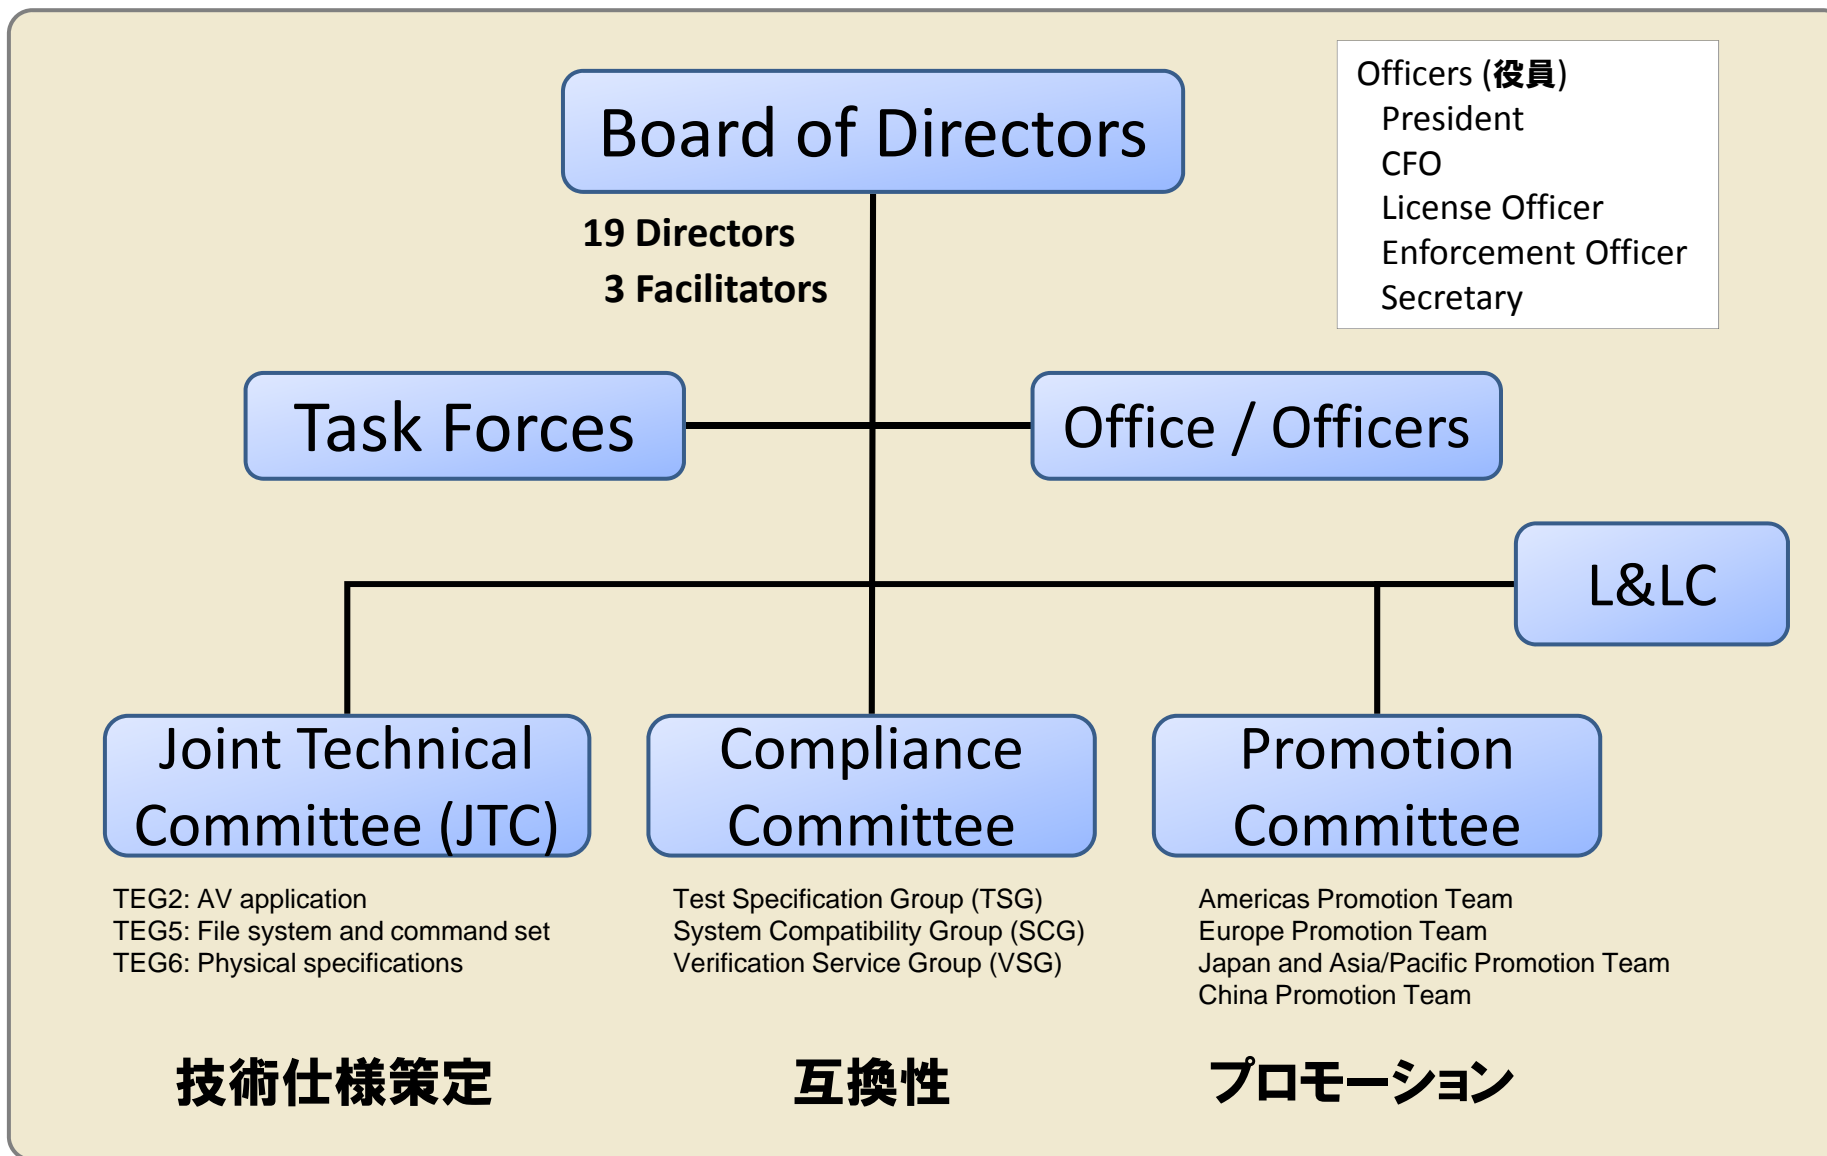 Board of Directors
19 Directors
3 Facilitators
Officers (役員)
President
CFO
License Officer
Enforcement Officer
Secretary
Task Forces
Office / Officers
L&LC
Joint Technical
Committee (JTC)
TEG2: AV application
TEG5: File system and command set
TEG6: Physical specifications
技術仕様策定
Compliance
Committee
Test Specification Group (TSG)
System Compatibility Group (SCG)
Verification Service Group (VSG)
互換性
Promotion
Committee
Americas Promotion Team
Europe Promotion Team
Japan and Asia/Pacific Promotion Team
China Promotion Team
プロモーション